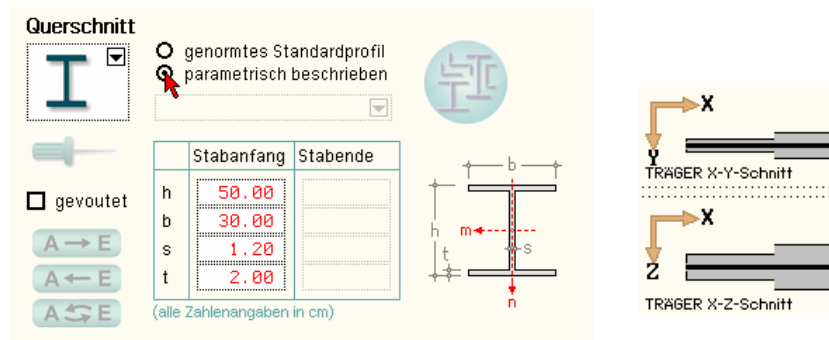 Querschnitt
genormtes Standardprofil
parametrisch beschrieben
Stabanfang Stabende
gevoutet
h 50.00
b 30.00
s 1.20
t 2.00
A → E
A ← E
A E
(alle Zahlenangaben in cm)
b
h
m
s
t
n
X
Y
TRÄGER X-Y-Schnitt
X
Z
TRÄGER X-Z-Schnitt